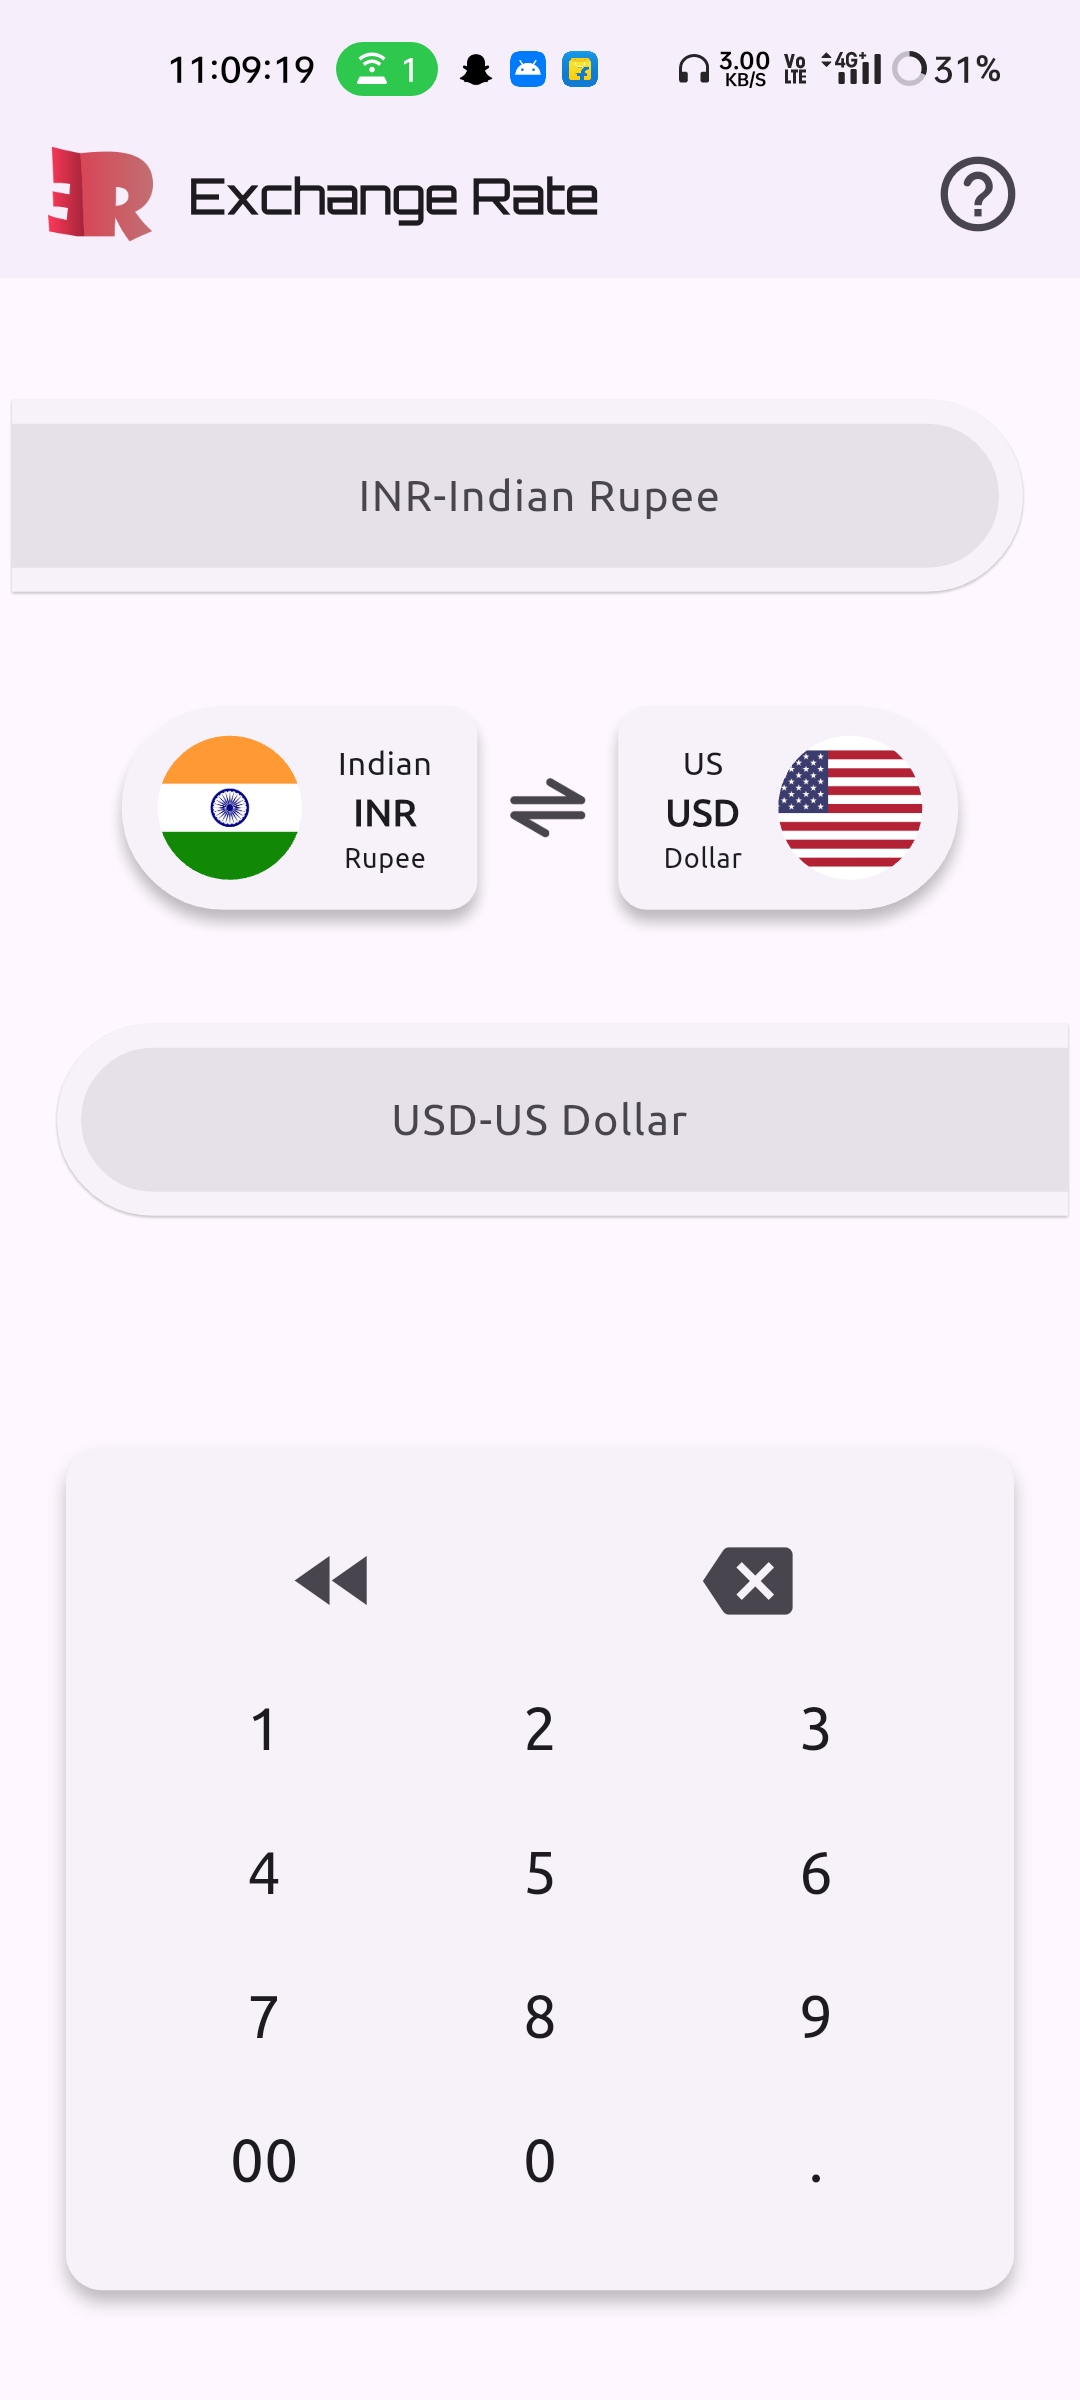 11:09:19 1 3.00 KB/S Vo LTE 4G+ 31%
ER Exchange Rate
INR-Indian Rupee
Indian
INR
Rupee
US
USD
Dollar
USD-US Dollar
1 2 3
4 5 6
7 8 9
00 0 .